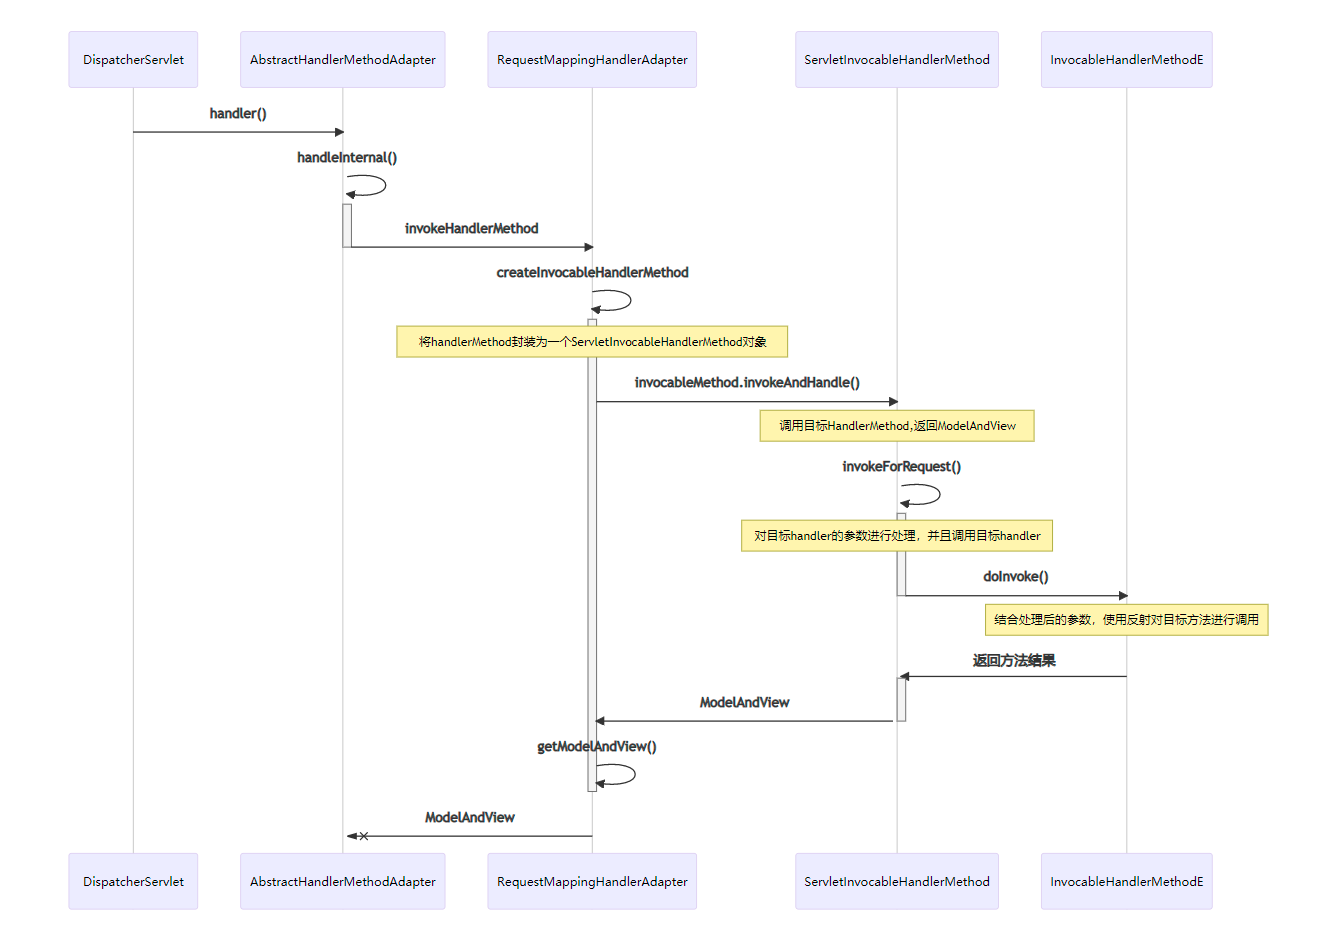 DispatcherServlet
AbstractHandlerMethodAdapter
RequestMappingHandlerAdapter
ServletInvocableHandlerMethod
InvocableHandlerMethodE
handler()
handleInternal()
invokeHandlerMethod
createInvocableHandlerMethod
将handlerMethod封装为一个ServletInvocableHandlerMethod对象
invocableMethod.invokeAndHandle()
调用目标HandlerMethod,返回ModelAndView
invokeForRequest()
对目标handler的参数进行处理，并且调用目标handler
doInvoke()
结合处理后的参数，使用反射对目标方法进行调用
返回方法结果
ModelAndView
getModelAndView()
ModelAndView
DispatcherServlet
AbstractHandlerMethodAdapter
RequestMappingHandlerAdapter
ServletInvocableHandlerMethod
InvocableHandlerMethodE